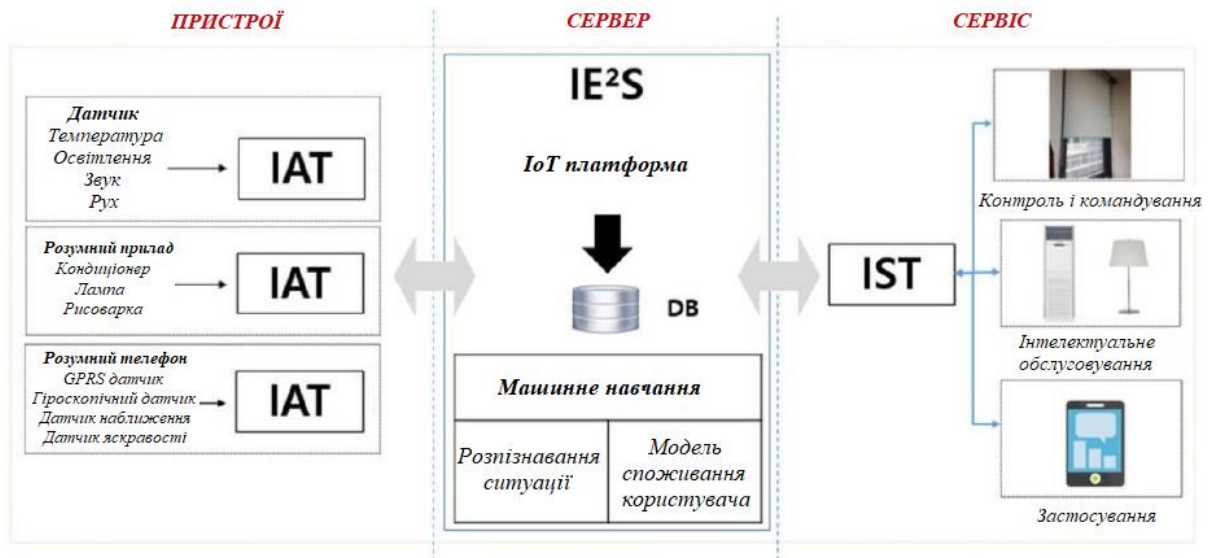 ПРИСТРОЇ
СЕРВЕР
СЕРВІС
Датчик
Температура
Освітлення
Звук
Рух
IAT
Розумний прилад
Кондиціонер
Лампа
Рисоварка
IAT
Розумний телефон
GPRS датчик
Гіроскопічний датчик
Датчик наближення
Датчик яскравості
IAT
IE²S
ІоТ платформа
DB
Машинне навчання
Розпізнавання
ситуації
Модель
споживання
користувача
IST
Контроль і командування
Інтелектуальне
обслуговування
Застосування